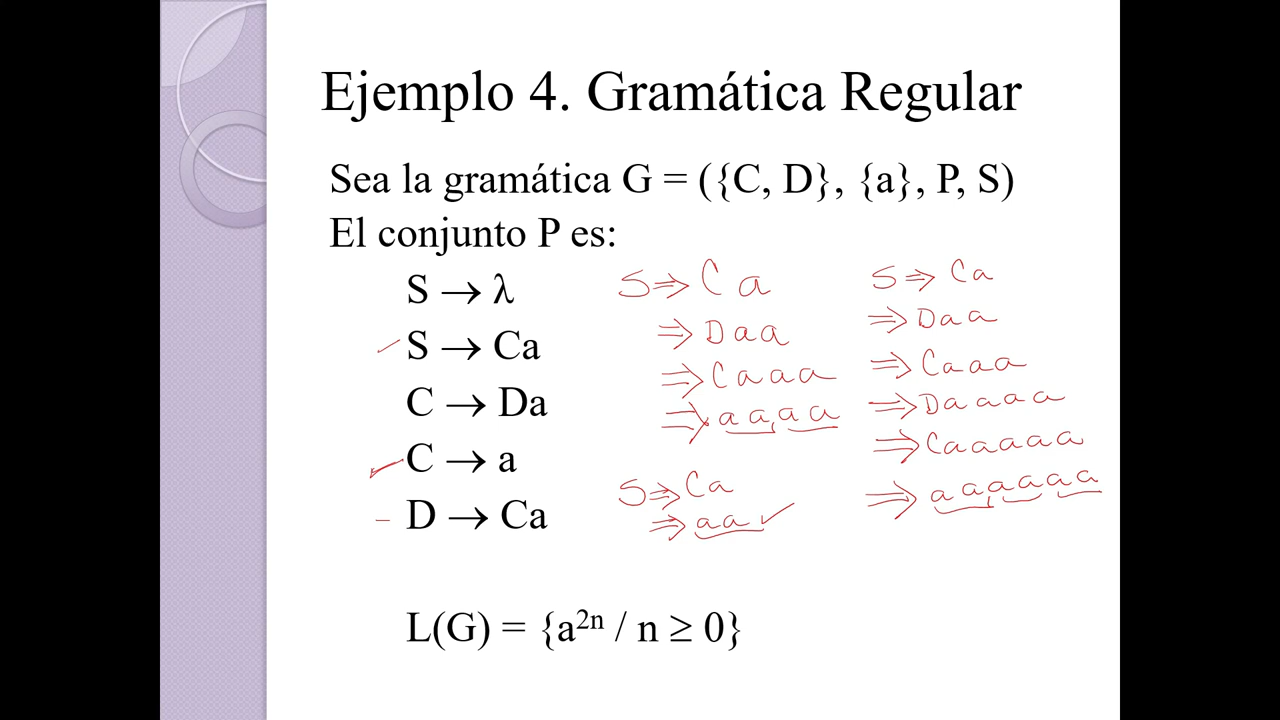 Ejemplo 4. Gramática Regular
Sea la gramática G = ({C, D}, {a}, P, S)
El conjunto P es:
S → λ
S → Ca
C → Da
C → a
D → Ca
S ⇒ Ca
⇒ Daa
⇒ Caaa
⇒ aaaa
S ⇒ Ca
⇒ aa ✓
S ⇒ Ca
⇒ Daa
⇒ Caaa
⇒ Daaaa
⇒ Caaaaa
⇒ aaaaaa
L(G) = {a²ⁿ / n ≥ 0}